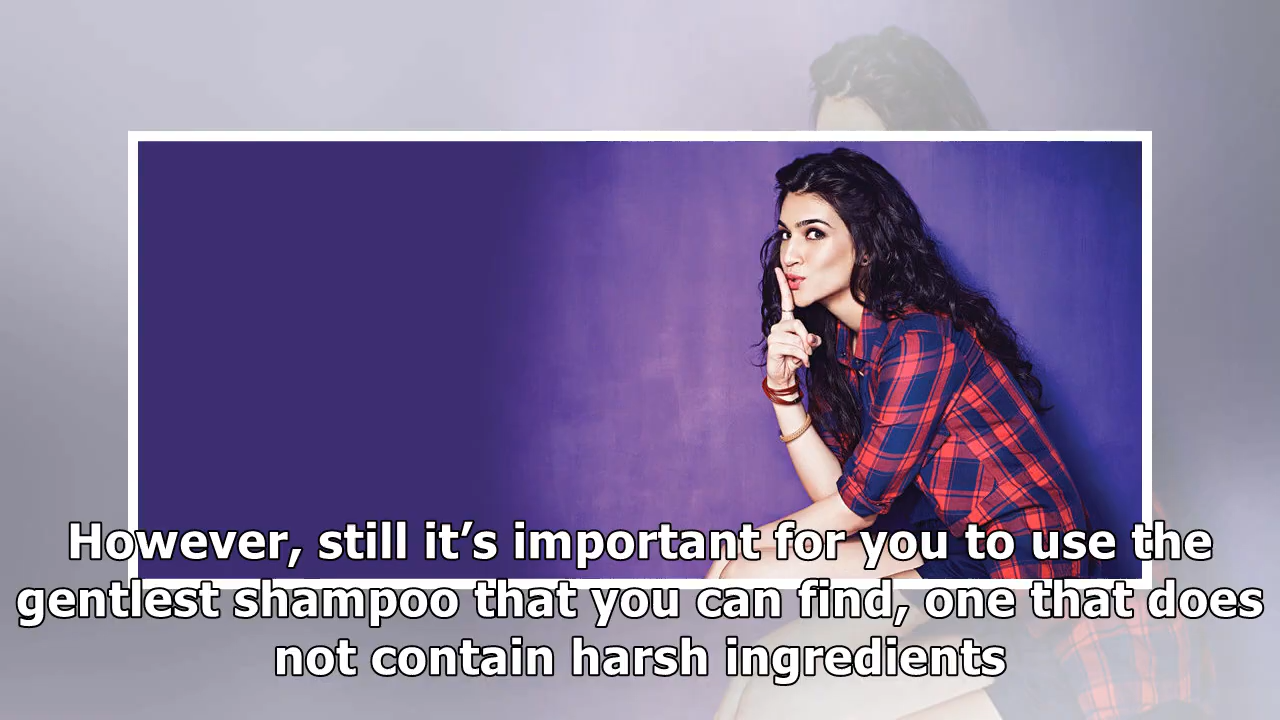 However, still it’s important for you to use the
gentlest shampoo that you can find, one that does
not contain harsh ingredients